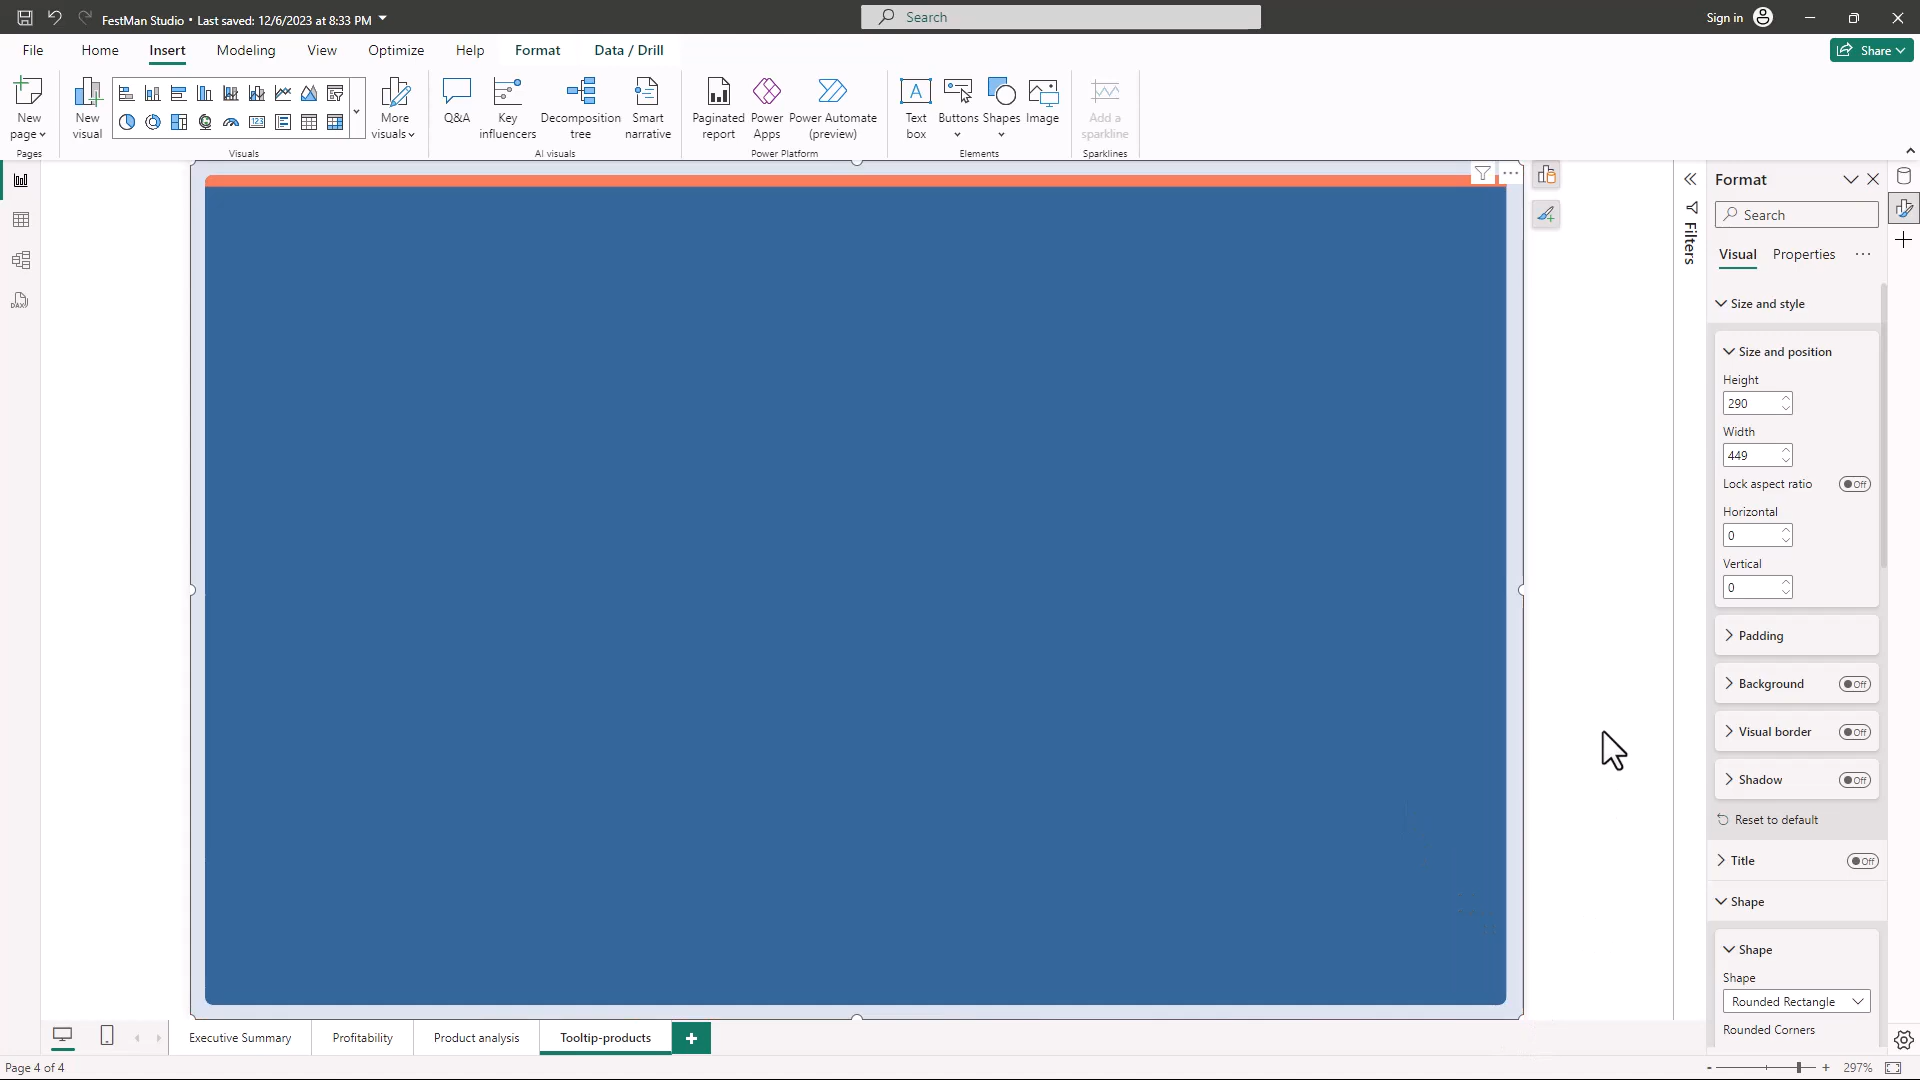 FestMan Studio • Last saved: 12/6/2023 at 8:33 PM
Search
Sign in
File
Home
Insert
Modeling
View
Optimize
Help
Format
Data / Drill
Share
New page
New visual
More visuals
Q&A
Key influencers
Decomposition tree
Smart narrative
Paginated report
Power Apps
Power Automate (preview)
Text box
Buttons
Shapes
Image
Add a sparkline
Pages
Visuals
AI visuals
Power Platform
Elements
Sparklines
DAX
123
A
Filters
Format
Search
Visual
Properties
Size and style
Size and position
Height
290
Width
449
Lock aspect ratio
Off
Horizontal
0
Vertical
0
Padding
Background
Off
Visual border
Off
Shadow
Off
Reset to default
Title
Off
Shape
Shape
Shape
Rounded Rectangle
Rounded Corners
Executive Summary
Profitability
Product analysis
Tooltip-products
Page 4 of 4
297%